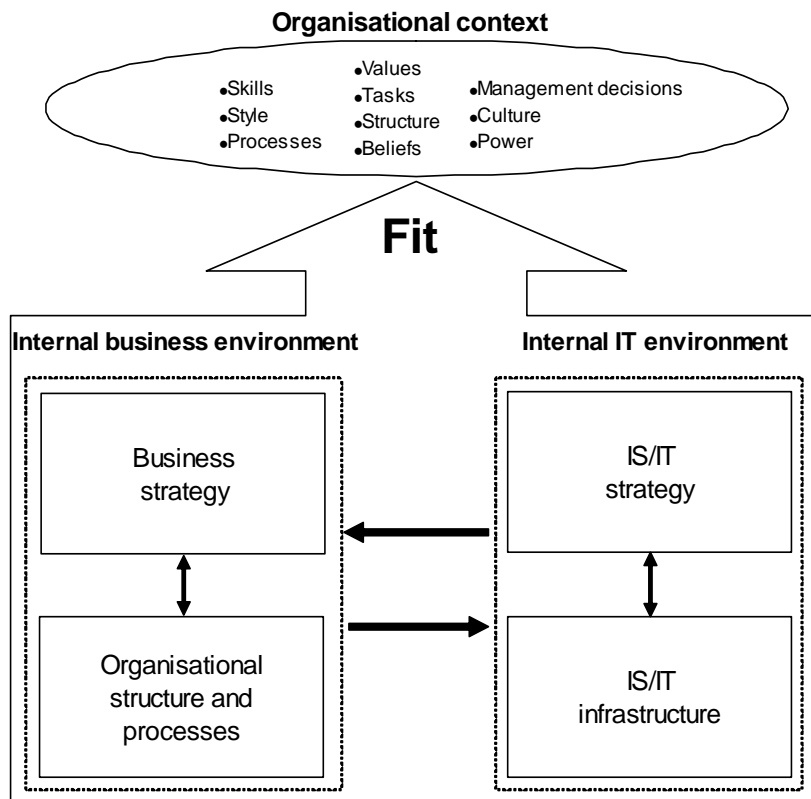 Organisational context
•Skills
•Style
•Processes
•Values
•Tasks
•Structure
•Beliefs
•Management decisions
•Culture
•Power
Fit
Internal business environment
Internal IT environment
Business
strategy
Organisational
structure and
processes
IS/IT
strategy
IS/IT
infrastructure